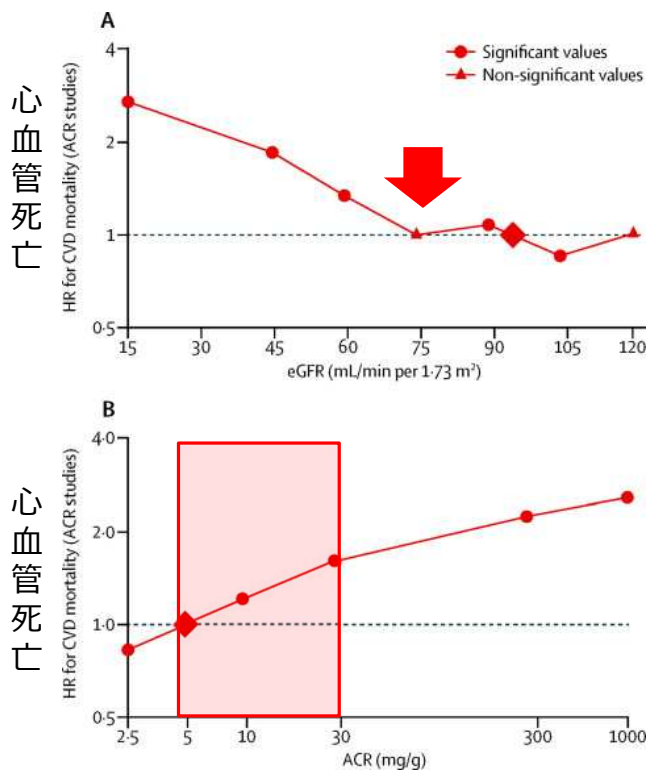 A
心血管死亡
HR for CVD mortality (ACR studies)
4
2
1
0·5
Significant values
Non-significant values
15 30 45 60 75 90 105 120
eGFR (mL/min per 1·73 m²)
B
心血管死亡
HR for CVD mortality (ACR studies)
4·0
2·0
1·0
0·5
2·5 5 10 30 300 1000
ACR (mg/g)